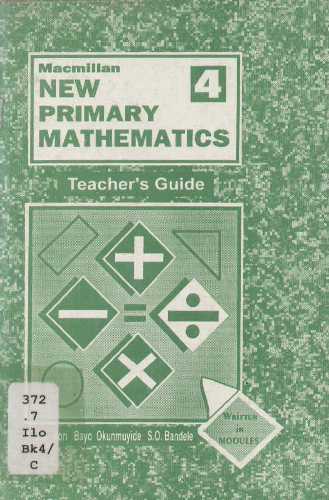 Macmillan
NEW 4
PRIMARY
MATHEMATICS
Teacher's Guide
+
− = ÷
×
372
.7
Ilo
Bk4/
C
Bayo Okunmuyide S.O. Bandele
WRITTEN
in
MODULES